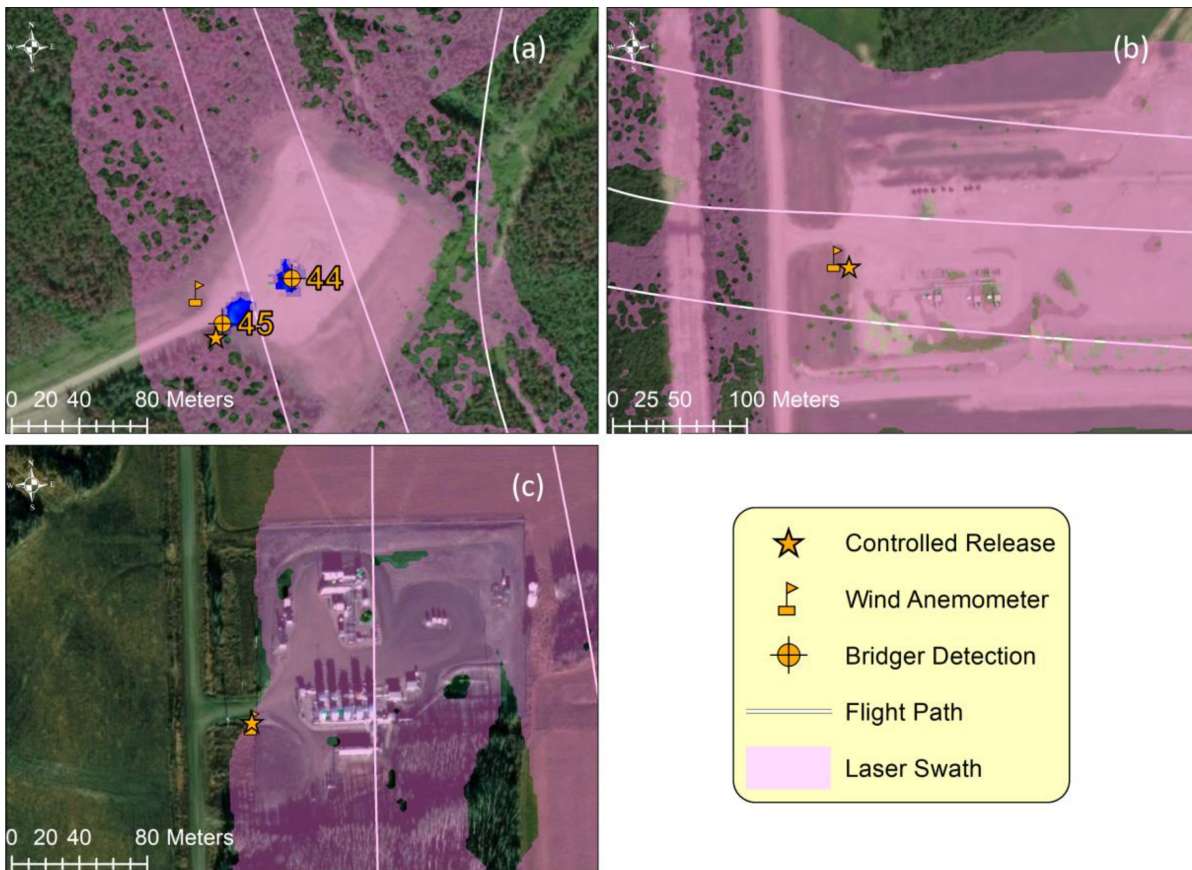 (a)
N
W E
S
44
45
0 20 40 80 Meters
(b)
N
W E
S
0 25 50 100 Meters
(c)
N
W E
S
0 20 40 80 Meters
Controlled Release
Wind Anemometer
Bridger Detection
Flight Path
Laser Swath